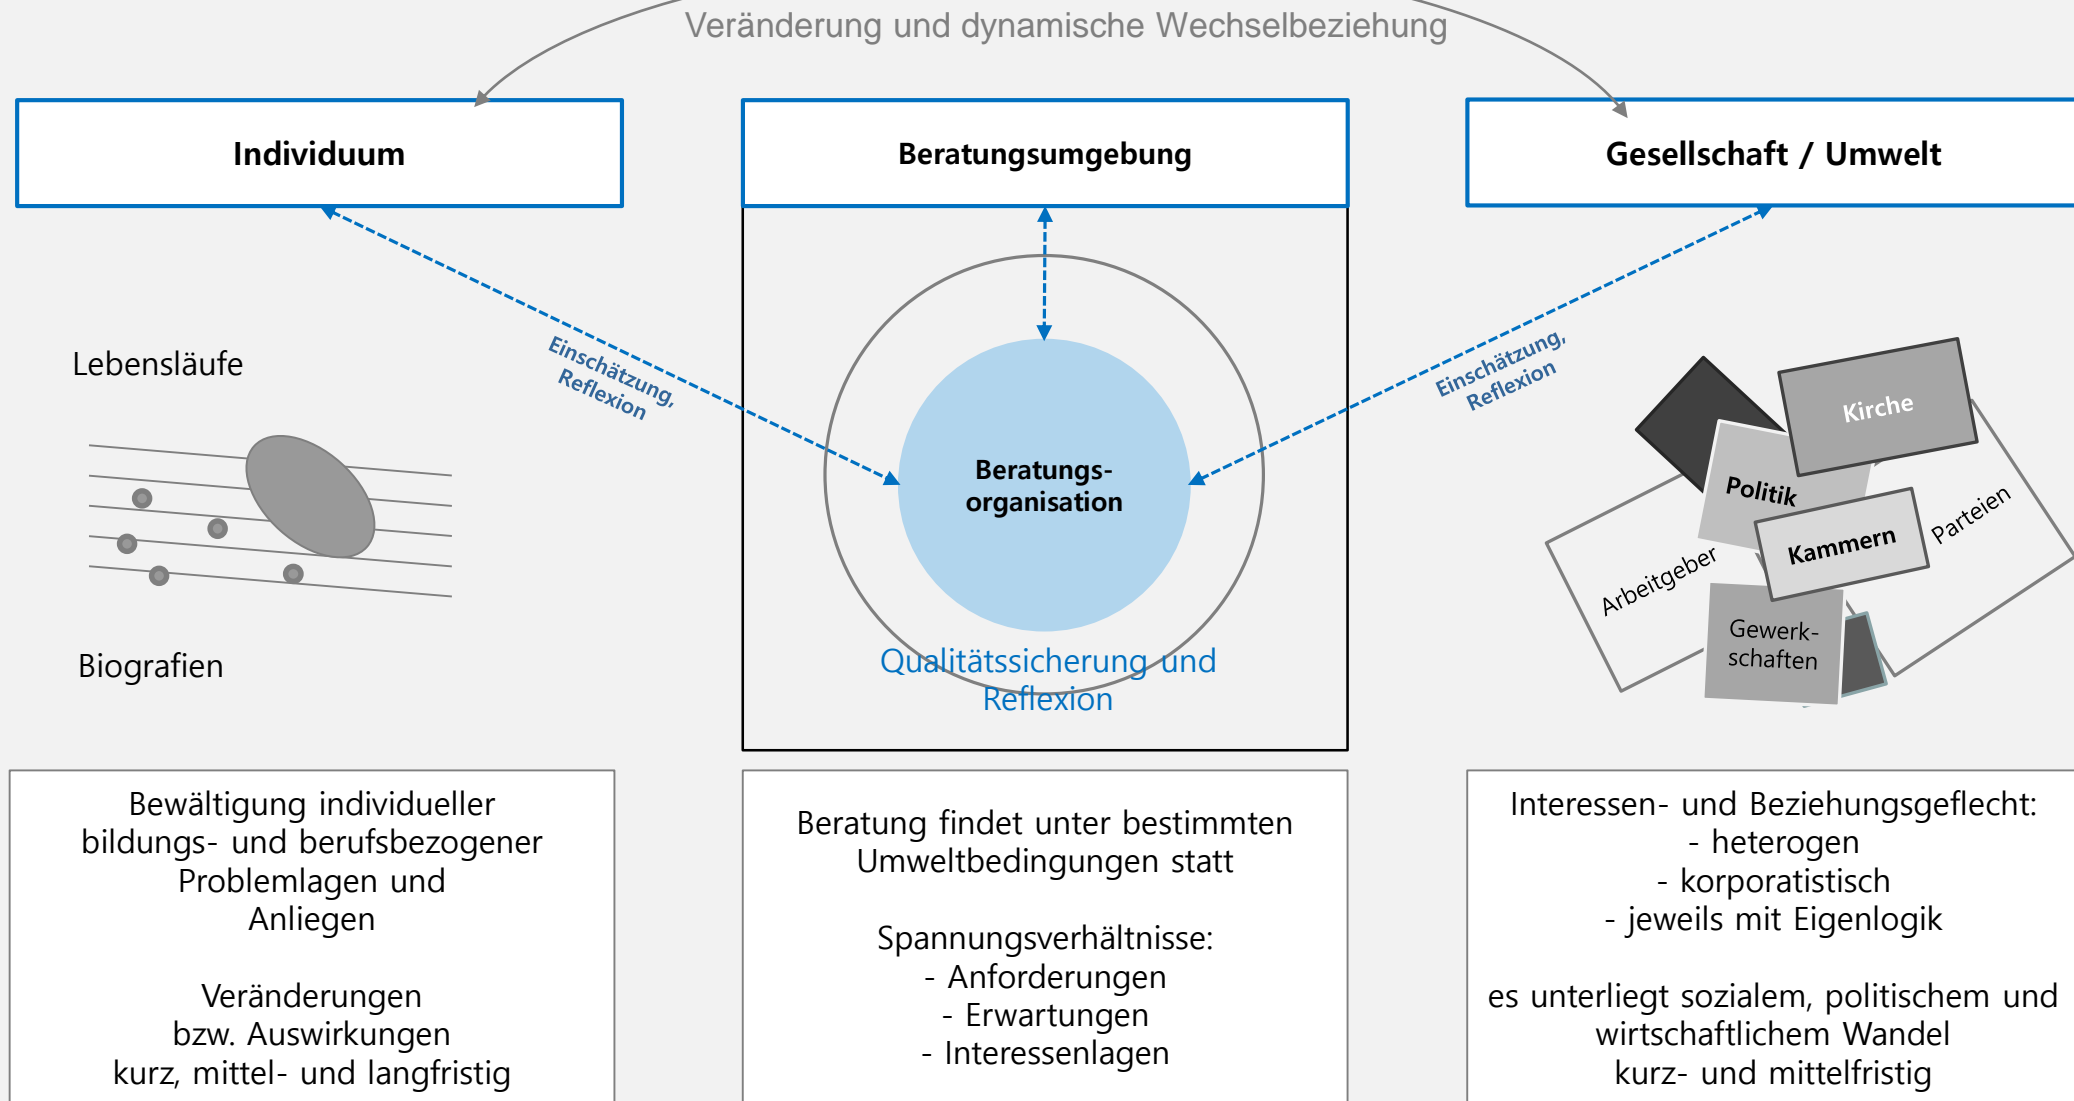 Veränderung und dynamische Wechselbeziehung
Individuum
Beratungsumgebung
Gesellschaft / Umwelt
Lebensläufe
Biografien
Einschätzung,
Reflexion
Beratungs-
organisation
Qualitätssicherung und
Reflexion
Einschätzung,
Reflexion
Kirche
Politik
Kammern
Parteien
Arbeitgeber
Gewerk-
schaften
Bewältigung individueller
bildungs- und berufsbezogener
Problemlagen und
Anliegen
Veränderungen
bzw. Auswirkungen
kurz, mittel- und langfristig
Beratung findet unter bestimmten
Umweltbedingungen statt
Spannungsverhältnisse:
- Anforderungen
- Erwartungen
- Interessenlagen
Interessen- und Beziehungsgeflecht:
- heterogen
- korporatistisch
- jeweils mit Eigenlogik
es unterliegt sozialem, politischem und
wirtschaftlichem Wandel
kurz- und mittelfristig